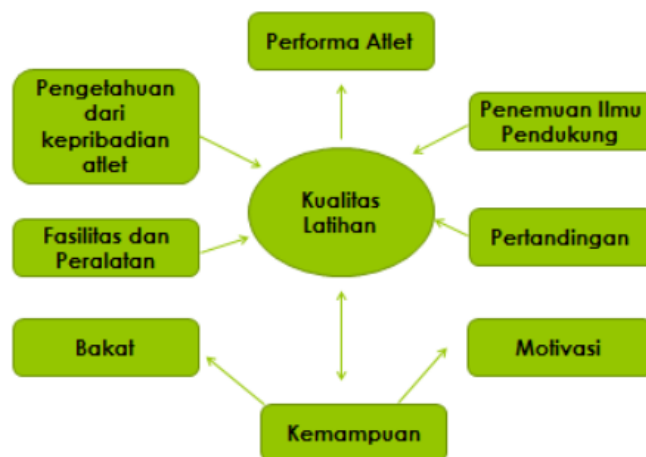 Performa Atlet
Pengetahuan
dari
kepribadian
atlet
Penemuan Ilmu
Pendukung
Kualitas
Latihan
Fasilitas dan
Peralatan
Pertandingan
Bakat
Motivasi
Kemampuan